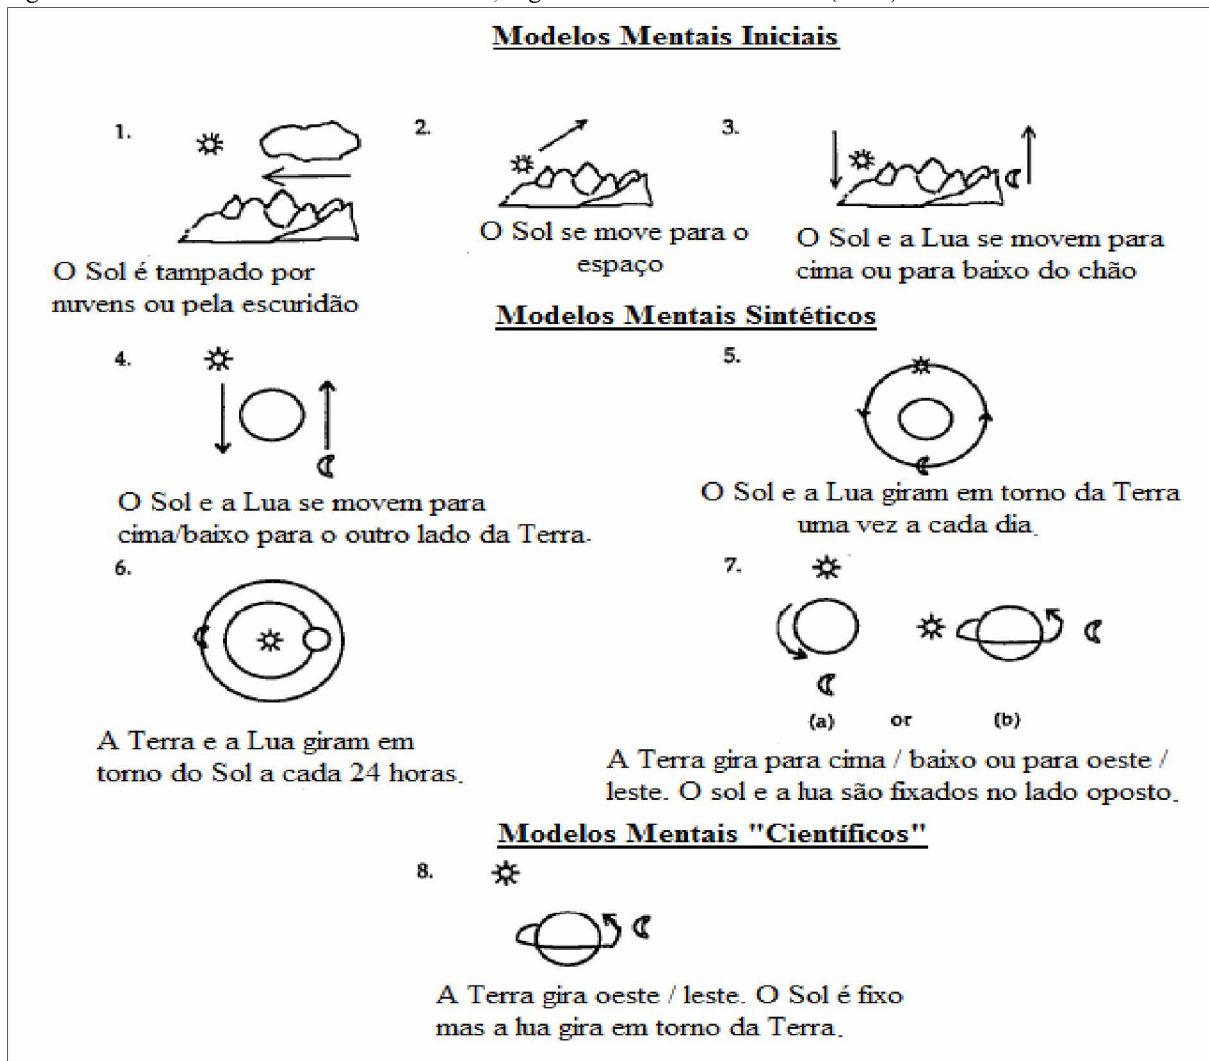 Modelos Mentais Iniciais
1.
2.
3.
O Sol é tampado por
nuvens ou pela escuridão
O Sol se move para o
espaço
O Sol e a Lua se movem para
cima ou para baixo do chão
Modelos Mentais Sintéticos
4.
5.
O Sol e a Lua se movem para
cima/baixo para o outro lado da Terra.
O Sol e a Lua giram em torno da Terra
uma vez a cada dia.
6.
7.
(a) or (b)
A Terra e a Lua giram em
torno do Sol a cada 24 horas.
A Terra gira para cima / baixo ou para oeste /
leste. O sol e a lua são fixados no lado oposto.
Modelos Mentais "Científicos"
8.
A Terra gira oeste / leste. O Sol é fixo
mas a lua gira em torno da Terra.